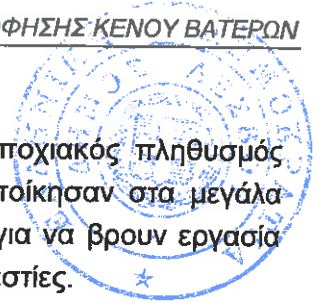 ΦΗΣΗΣ ΚΕΝΟΥ ΒΑΤΕΡΩΝ
ποχιακός πληθυσμός
τοίκησαν στα μεγάλα
για να βρουν εργασία
εστίες.